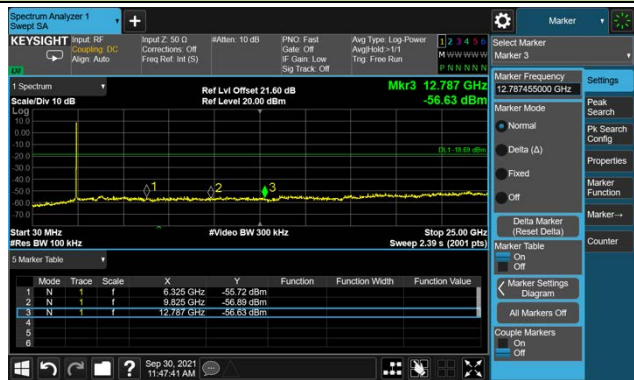 Spectrum Analyzer 1
Swept SA
+
Marker
KEYSIGHT
Input: RF
Coupling: DC
Align: Auto
Input Z: 50 Ω
Corrections: Off
Freq Ref: Int (S)
#Atten: 10 dB
PNO: Fast
Gate: Off
IF Gain: Low
Sig Track: Off
Avg Type: Log-Power
Avg|Hold:>1/1
Trig: Free Run
1 2 3 4 5 6
M W W W W W
P N N N N N
Select Marker
Marker 3
1 Spectrum
Scale/Div 10 dB
Ref Lvl Offset 21.60 dB
Ref Level 20.00 dBm
Mkr3 12.787 GHz
-56.63 dBm
Log
10.0
0.00
-10.0
-20.0
-30.0
-40.0
-50.0
-60.0
-70.0
DL1 -18.69 dBm
1
2
3
Start 30 MHz
#Res BW 100 kHz
#Video BW 300 kHz
Stop 25.00 GHz
Sweep 2.39 s (2001 pts)
5 Marker Table
Mode Trace Scale X Y Function Function Width Function Value
1 N 1 f 6.325 GHz -55.72 dBm
2 N 1 f 9.825 GHz -56.89 dBm
3 N 1 f 12.787 GHz -56.63 dBm
4
5
6
Marker Frequency
12.787455000 GHz
Marker Mode
Normal
Delta (Δ)
Fixed
Off
Delta Marker
(Reset Delta)
Marker Table
On
Off
Marker Settings
Diagram
All Markers Off
Couple Markers
On
Off
Settings
Peak
Search
Pk Search
Config
Properties
Marker
Function
Marker→
Counter
?
Sep 30, 2021
11:47:41 AM